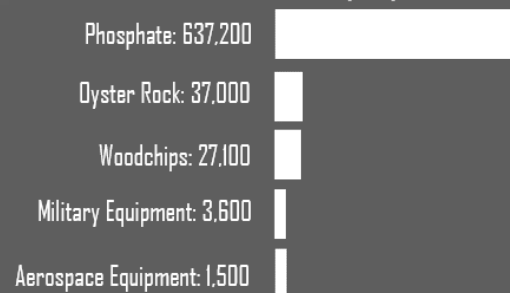 Phosphate: 637,200
Oyster Rock: 37,000
Woodchips: 27,100
Military Equipment: 3,600
Aerospace Equipment: 1,500